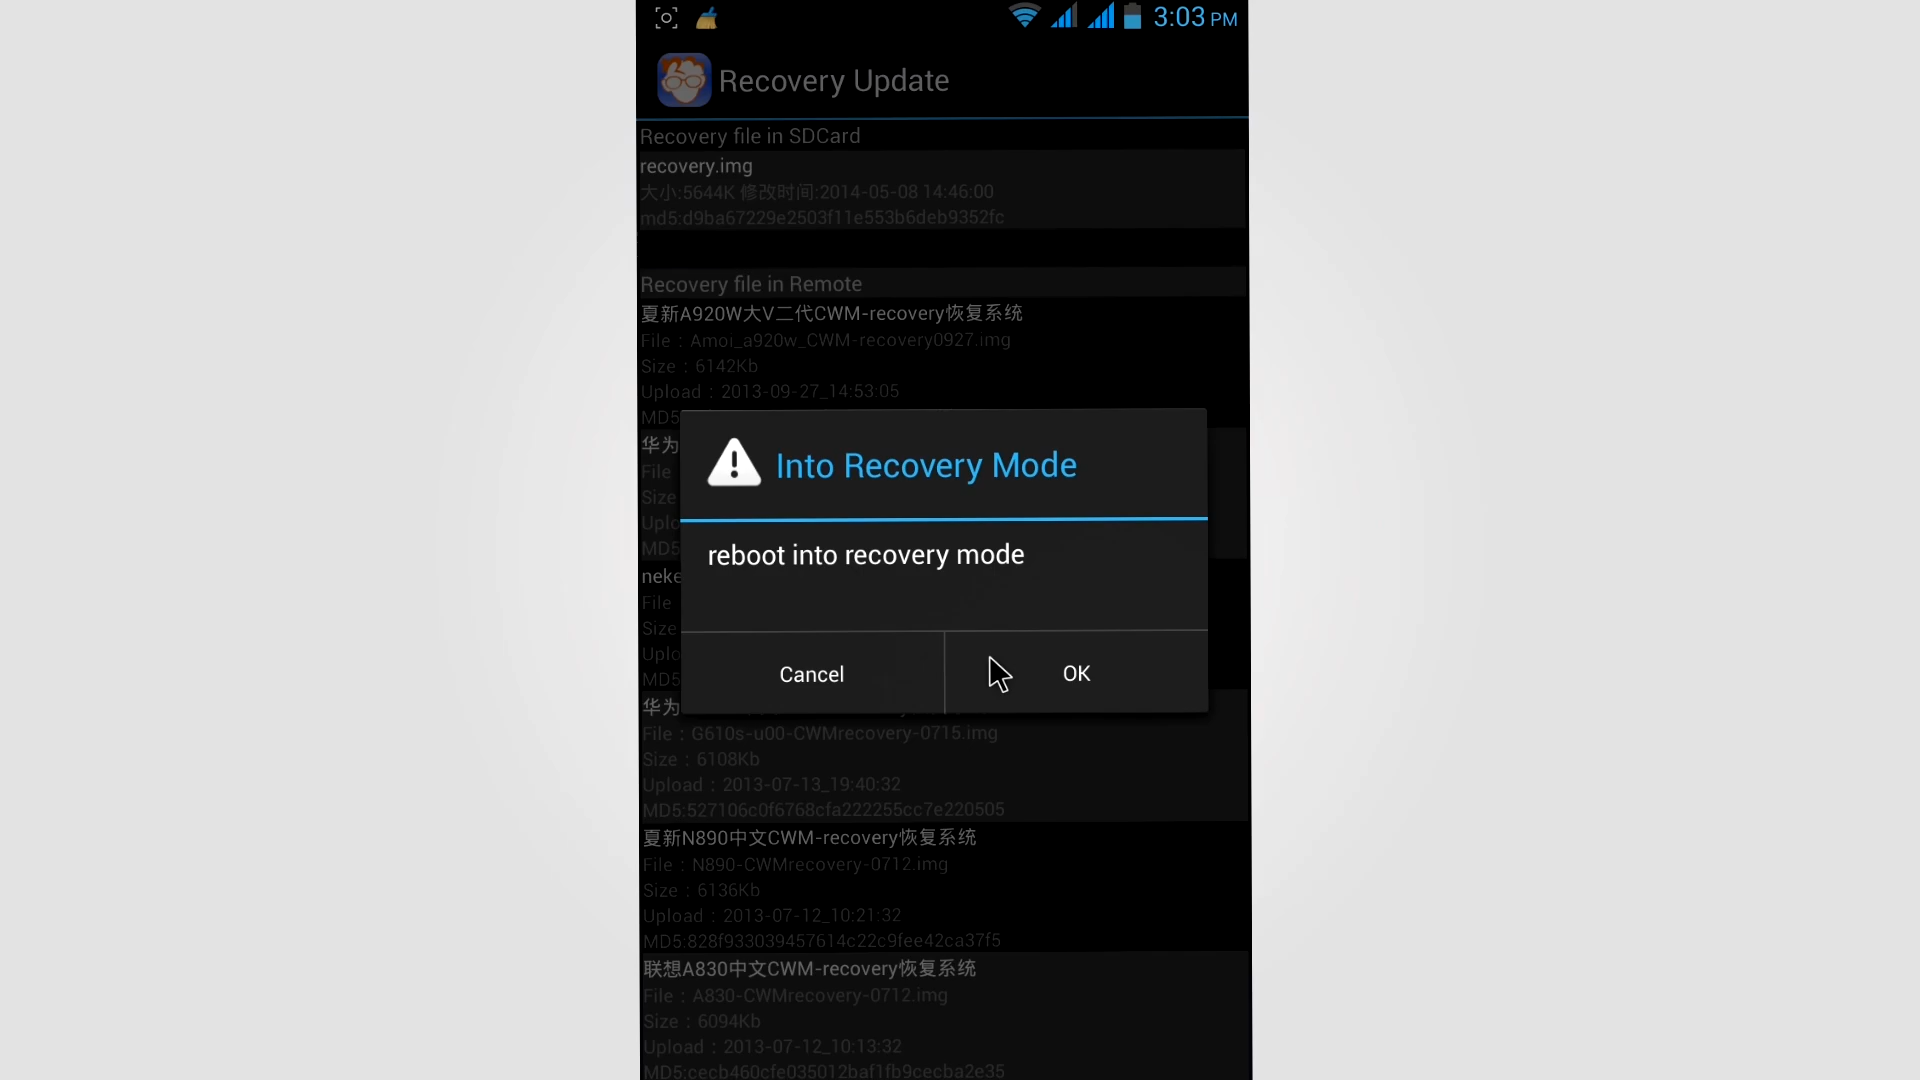 3:03 PM
Recovery Update
Recovery file in SDCard
recovery.img
大小:5644K 修改时间:2014-05-08 14:46:00
md5:d9ba67229e2503f11e553b6deb9352fc
Recovery file in Remote
夏新A920W大V二代CWM-recovery恢复系统
File : Amoi_a920w_CWM-recovery0927.img
Size : 6142Kb
Upload : 2013-09-27_14:53:05
MD5
华为
File
Size
Uplo
MD5
neke
File
Size
Uplo
MD5
华为
Into Recovery Mode
reboot into recovery mode
Cancel
OK
File : G610s-u00-CWMrecovery-0715.img
Size : 6108Kb
Upload : 2013-07-13_19:40:32
MD5:527106c0f6768cfa222255cc7e220505
夏新N890中文CWM-recovery恢复系统
File : N890-CWMrecovery-0712.img
Size : 6136Kb
Upload : 2013-07-12_10:21:32
MD5:828f933039457614c22c9fee42ca37f5
联想A830中文CWM-recovery恢复系统
File : A830-CWMrecovery-0712.img
Size : 6094Kb
Upload : 2013-07-12_10:13:32
MD5:cecb460cfe035012baf1fb9cecba2e35